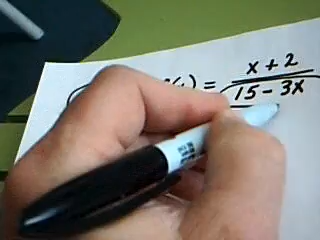 ) = x + 2
15 - 3x